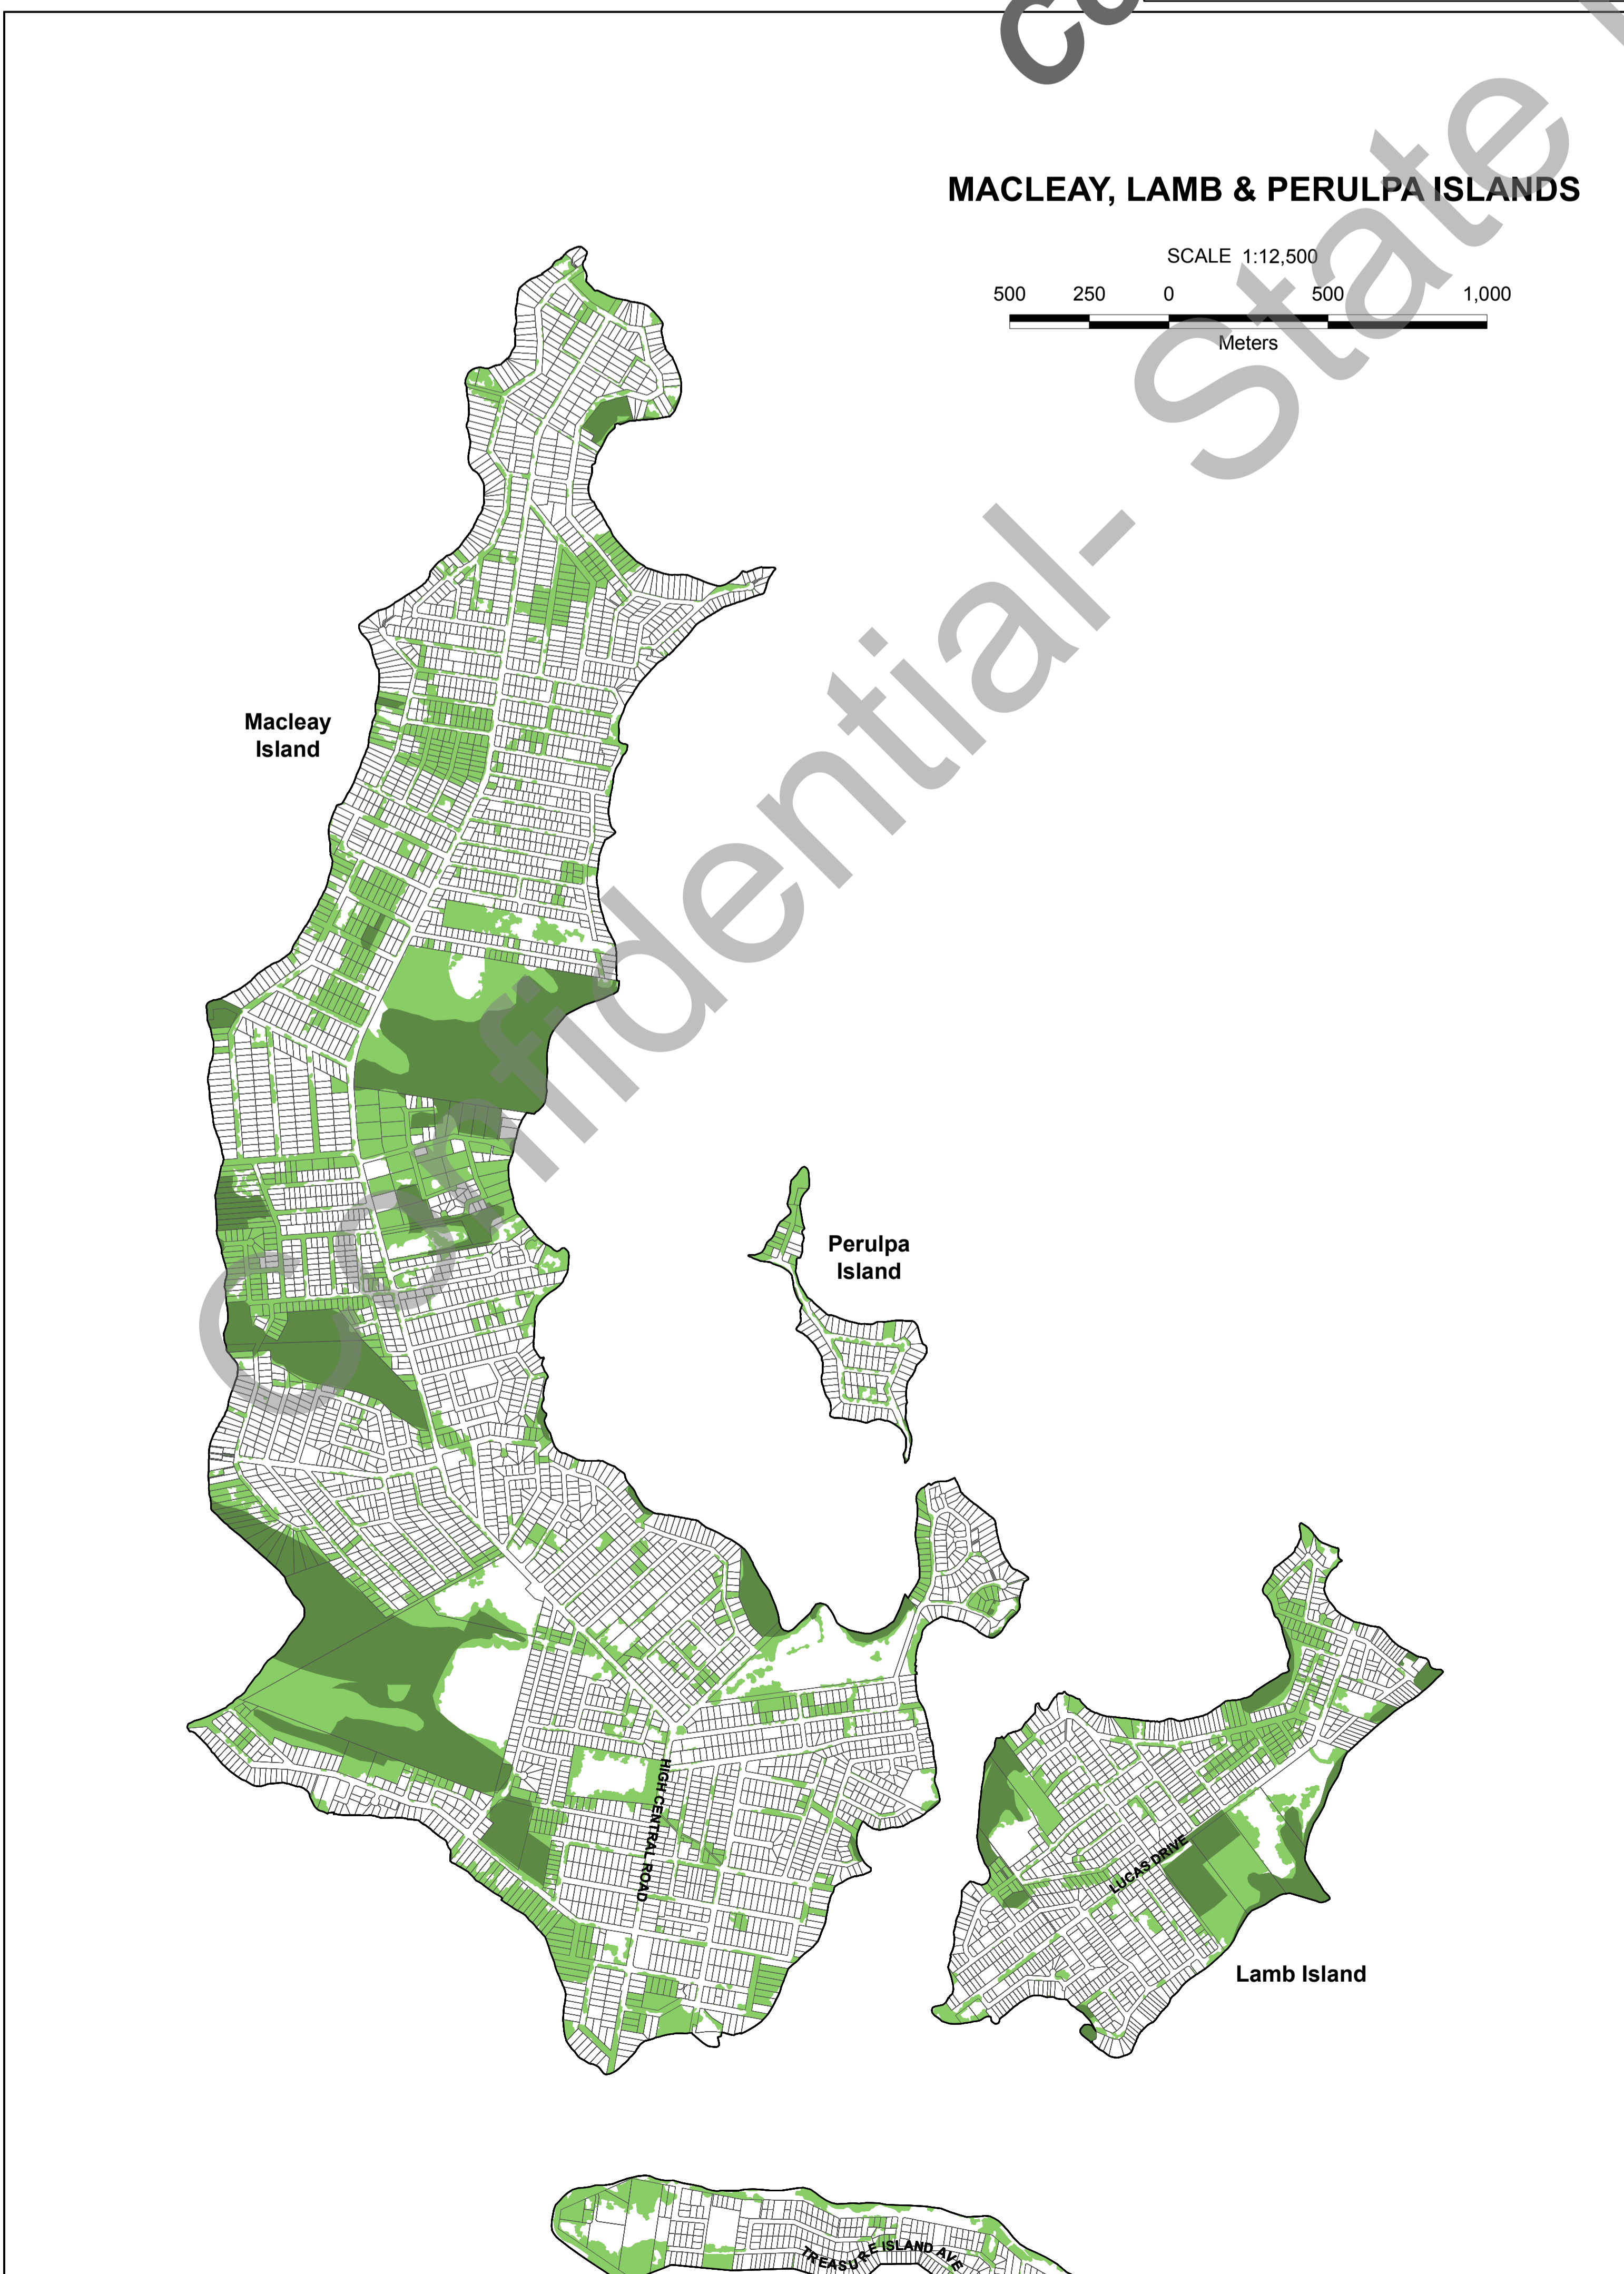 MACLEAY, LAMB & PERULPA ISLANDS
SCALE 1:12,500
500 250 0 500 1,000
Meters
Confidential- State
Macleay
Island
Perulpa
Island
HIGH CENTRAL ROAD
LUCAS DRIVE
Lamb Island
TREASURE ISLAND AVE